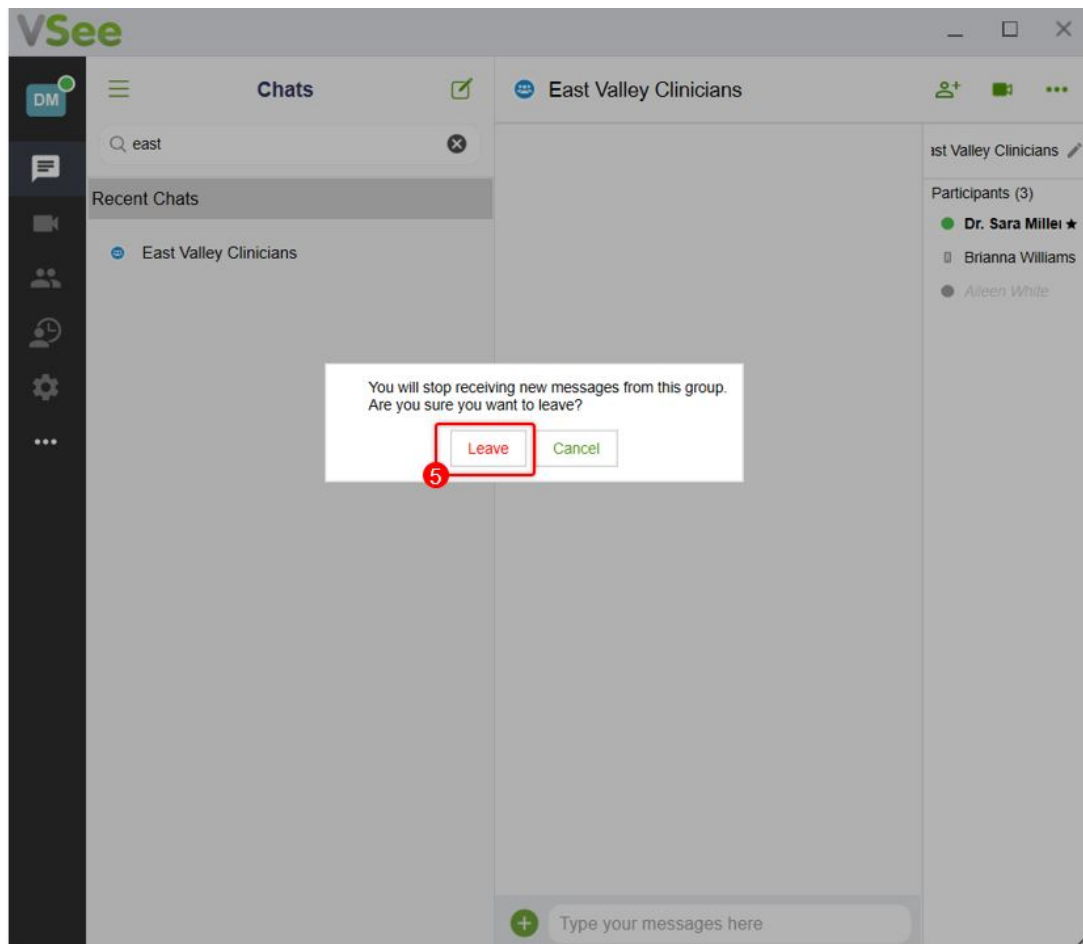 VSee
DM
Chats
East Valley Clinicians
east
ast Valley Clinicians
Recent Chats
Participants (3)
Dr. Sara Miller
East Valley Clinicians
Brianna Williams
Aileen White
You will stop receiving new messages from this group.
Are you sure you want to leave?
Leave
Cancel
5
Type your messages here